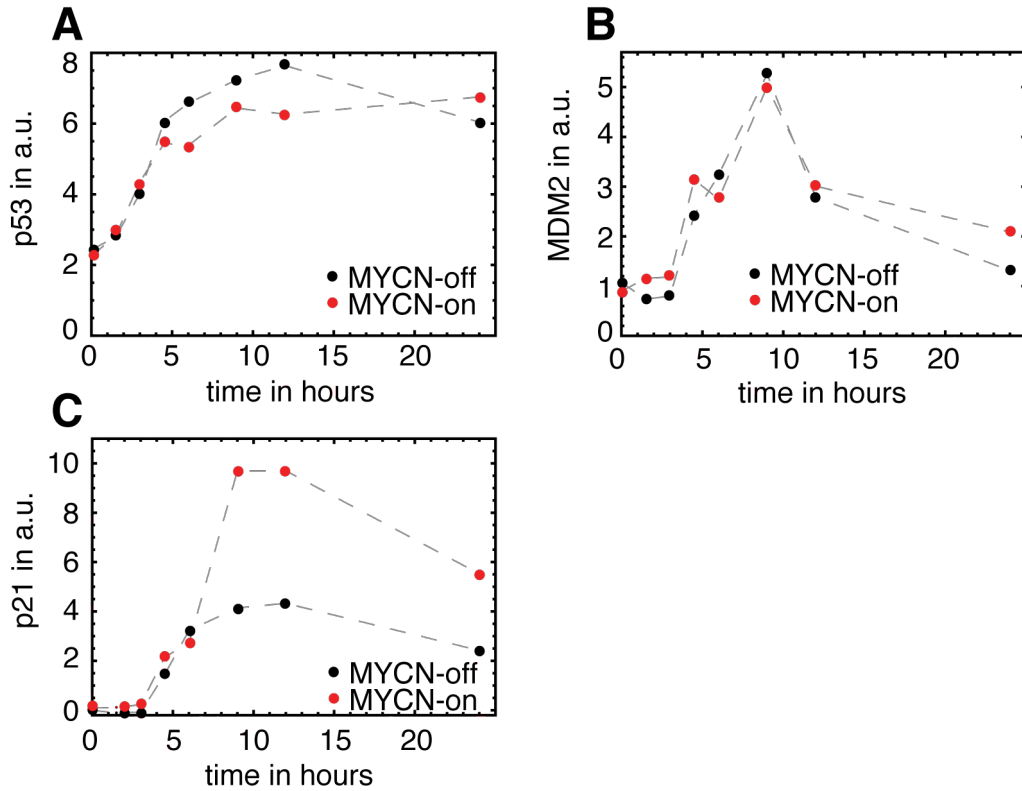 A
p53 in a.u.
8
6
4
2
0
MYCN-off
MYCN-on
0 5 10 15 20
time in hours
B
MDM2 in a.u.
5
4
3
2
1
0
MYCN-off
MYCN-on
0 5 10 15 20
time in hours
C
p21 in a.u.
10
8
6
4
2
0
MYCN-off
MYCN-on
0 5 10 15 20
time in hours